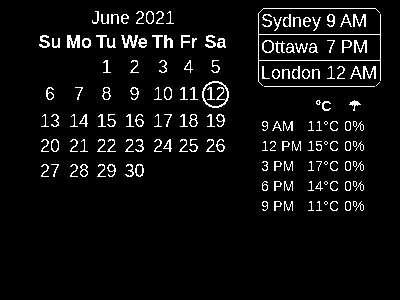 June 2021
Su Mo Tu We Th Fr Sa
1 2 3 4 5
6 7 8 9 10 11 12
13 14 15 16 17 18 19
20 21 22 23 24 25 26
27 28 29 30
Sydney 9 AM
Ottawa 7 PM
London 12 AM
°C ☂
9 AM 11°C 0%
12 PM 15°C 0%
3 PM 17°C 0%
6 PM 14°C 0%
9 PM 11°C 0%